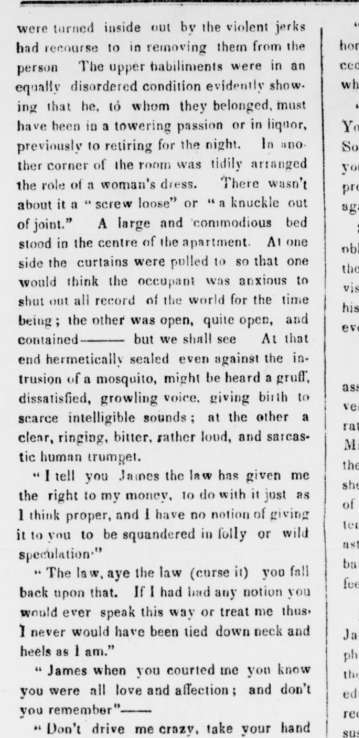 were turned inside out by the violent jerks
had recourse to in removing them from the
person The upper habiliments were in an
equally disordered condition evidently show-
ing that he, to whom they belonged, must
have been in a towering passion or in liquor,
previously to retiring for the night. In ano-
ther corner of the room was tidily arranged
the role of a woman's dress. There wasn't
about it a "screw loose" or "a knuckle out
of joint." A large and commodious bed
stood in the centre of the apartment. At one
side the curtains were pulled to so that one
would think the occupant was anxious to
shut out all record of the world for the time
being; the other was open, quite open, and
contained—— but we shall see At that
end hermetically sealed even against the in-
trusion of a mosquito, might be heard a gruff,
dissatisfied, growling voice, giving birth to
scarce intelligible sounds; at the other a
clear, ringing, bitter, rather loud, and sarcas-
tic human trumpet.
"I tell you James the law has given me
the right to my money, to do with it just as
I think proper, and I have no notion of giving
it to you to be squandered in folly or wild
speculation."
"The law, aye the law (curse it) you fall
back upon that. If I had had any notion you
would ever speak this way or treat me thus.
I never would have been tied down neck and
heels as I am."
"James when you courted me you know
you were all love and affection; and don't
you remember"——
"Don't drive me crazy, take your hand